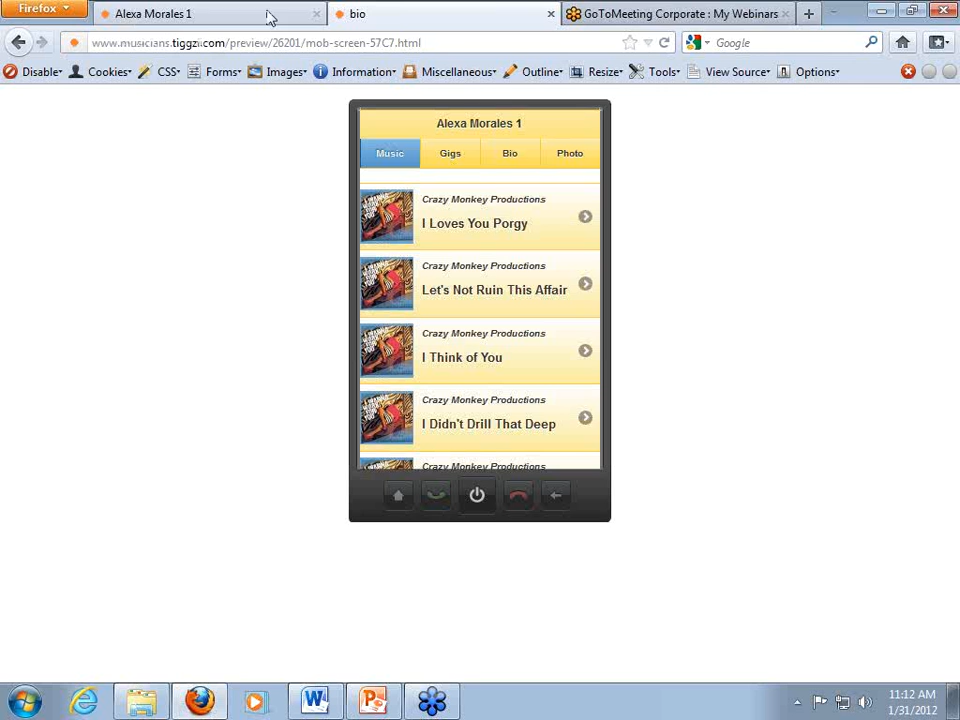 Firefox
Alexa Morales 1
bio
GoToMeeting Corporate : My Webinars
www.musicians.tiggzi.com/preview/26201/mob-screen-57C7.html
Google
Disable
Cookies
CSS
Forms
Images
Information
Miscellaneous
Outline
Resize
Tools
View Source
Options
Alexa Morales 1
Music
Gigs
Bio
Photo
Crazy Monkey Productions
I Loves You Porgy
Crazy Monkey Productions
Let's Not Ruin This Affair
Crazy Monkey Productions
I Think of You
Crazy Monkey Productions
I Didn't Drill That Deep
Crazy Monkey Productions
11:12 AM
1/31/2012